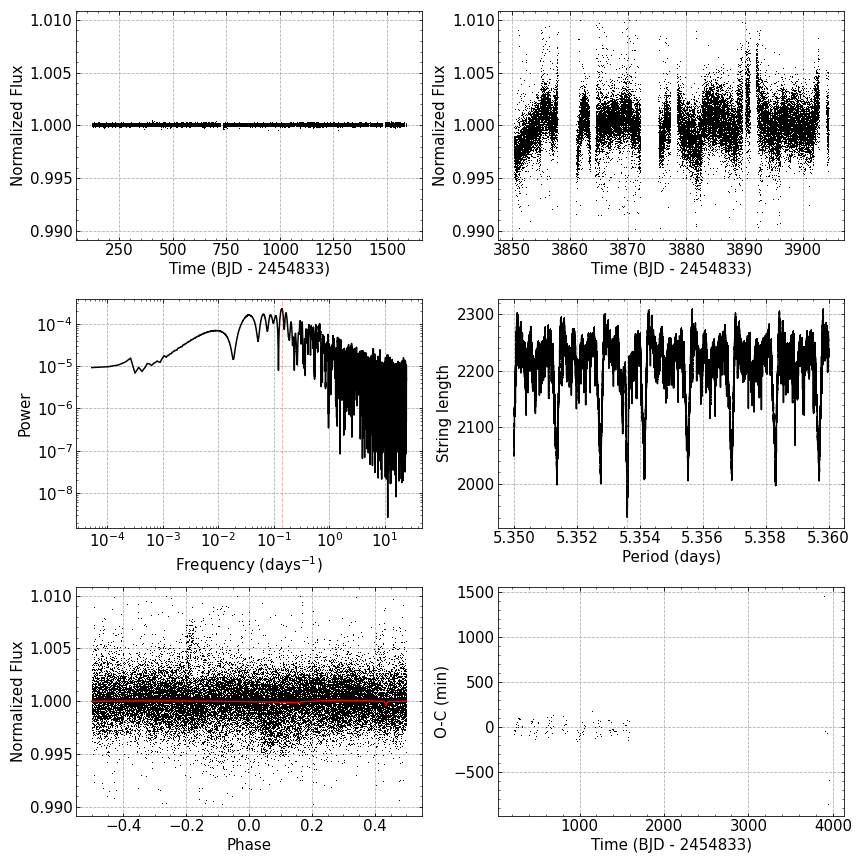 1.010
1.005
1.000
0.995
0.990
Normalized Flux
250 500 750 1000 1250 1500
Time (BJD - 2454833)
1.010
1.005
1.000
0.995
0.990
Normalized Flux
3850 3860 3870 3880 3890 3900
Time (BJD - 2454833)
10⁻⁴
10⁻⁵
10⁻⁶
10⁻⁷
10⁻⁸
Power
10⁻⁴ 10⁻³ 10⁻² 10⁻¹ 10⁰ 10¹
Frequency (days⁻¹)
2300
2200
2100
2000
String length
5.350 5.352 5.354 5.356 5.358 5.360
Period (days)
1.010
1.005
1.000
0.995
0.990
Normalized Flux
−0.4 −0.2 0.0 0.2 0.4
Phase
1500
1000
500
0
−500
O-C (min)
1000 2000 3000 4000
Time (BJD - 2454833)